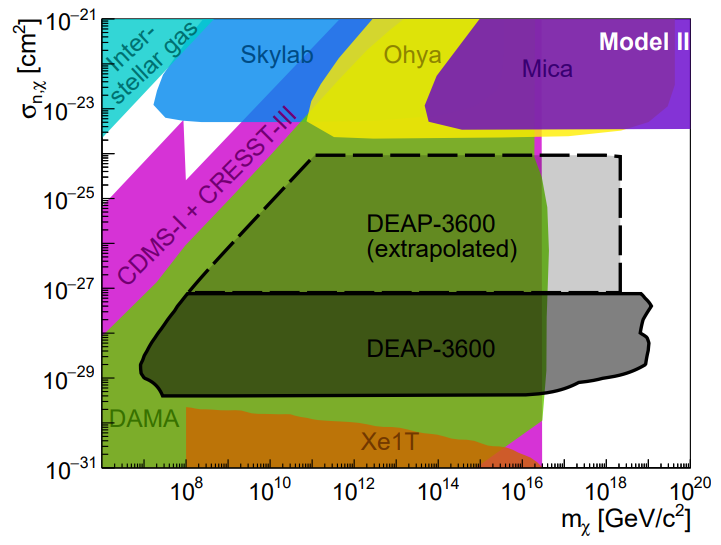 σn,χ [cm²]
10⁻²¹
10⁻²³
10⁻²⁵
10⁻²⁷
10⁻²⁹
10⁻³¹
Inter-
stellar gas
Skylab
Ohya
Mica
Model II
CDMS-I + CRESST-III
DEAP-3600
(extrapolated)
DEAP-3600
DAMA
Xe1T
10⁸ 10¹⁰ 10¹² 10¹⁴ 10¹⁶ 10¹⁸ 10²⁰
mχ [GeV/c²]